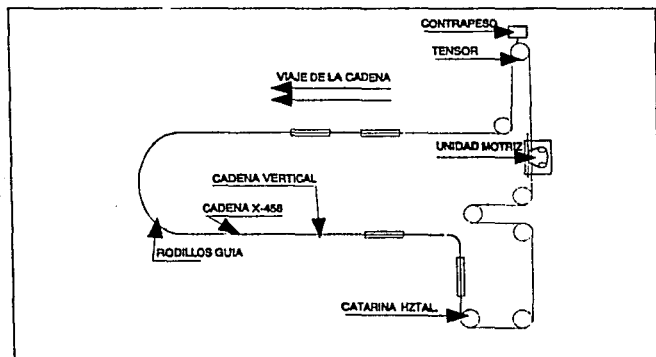 CONTRAPESO
TENSOR
VIAJE DE LA CADENA
UNIDAD MOTRIZ
CADENA VERTICAL
CADENA X-458
RODILLOS GUIA
CATARINA HZTAL